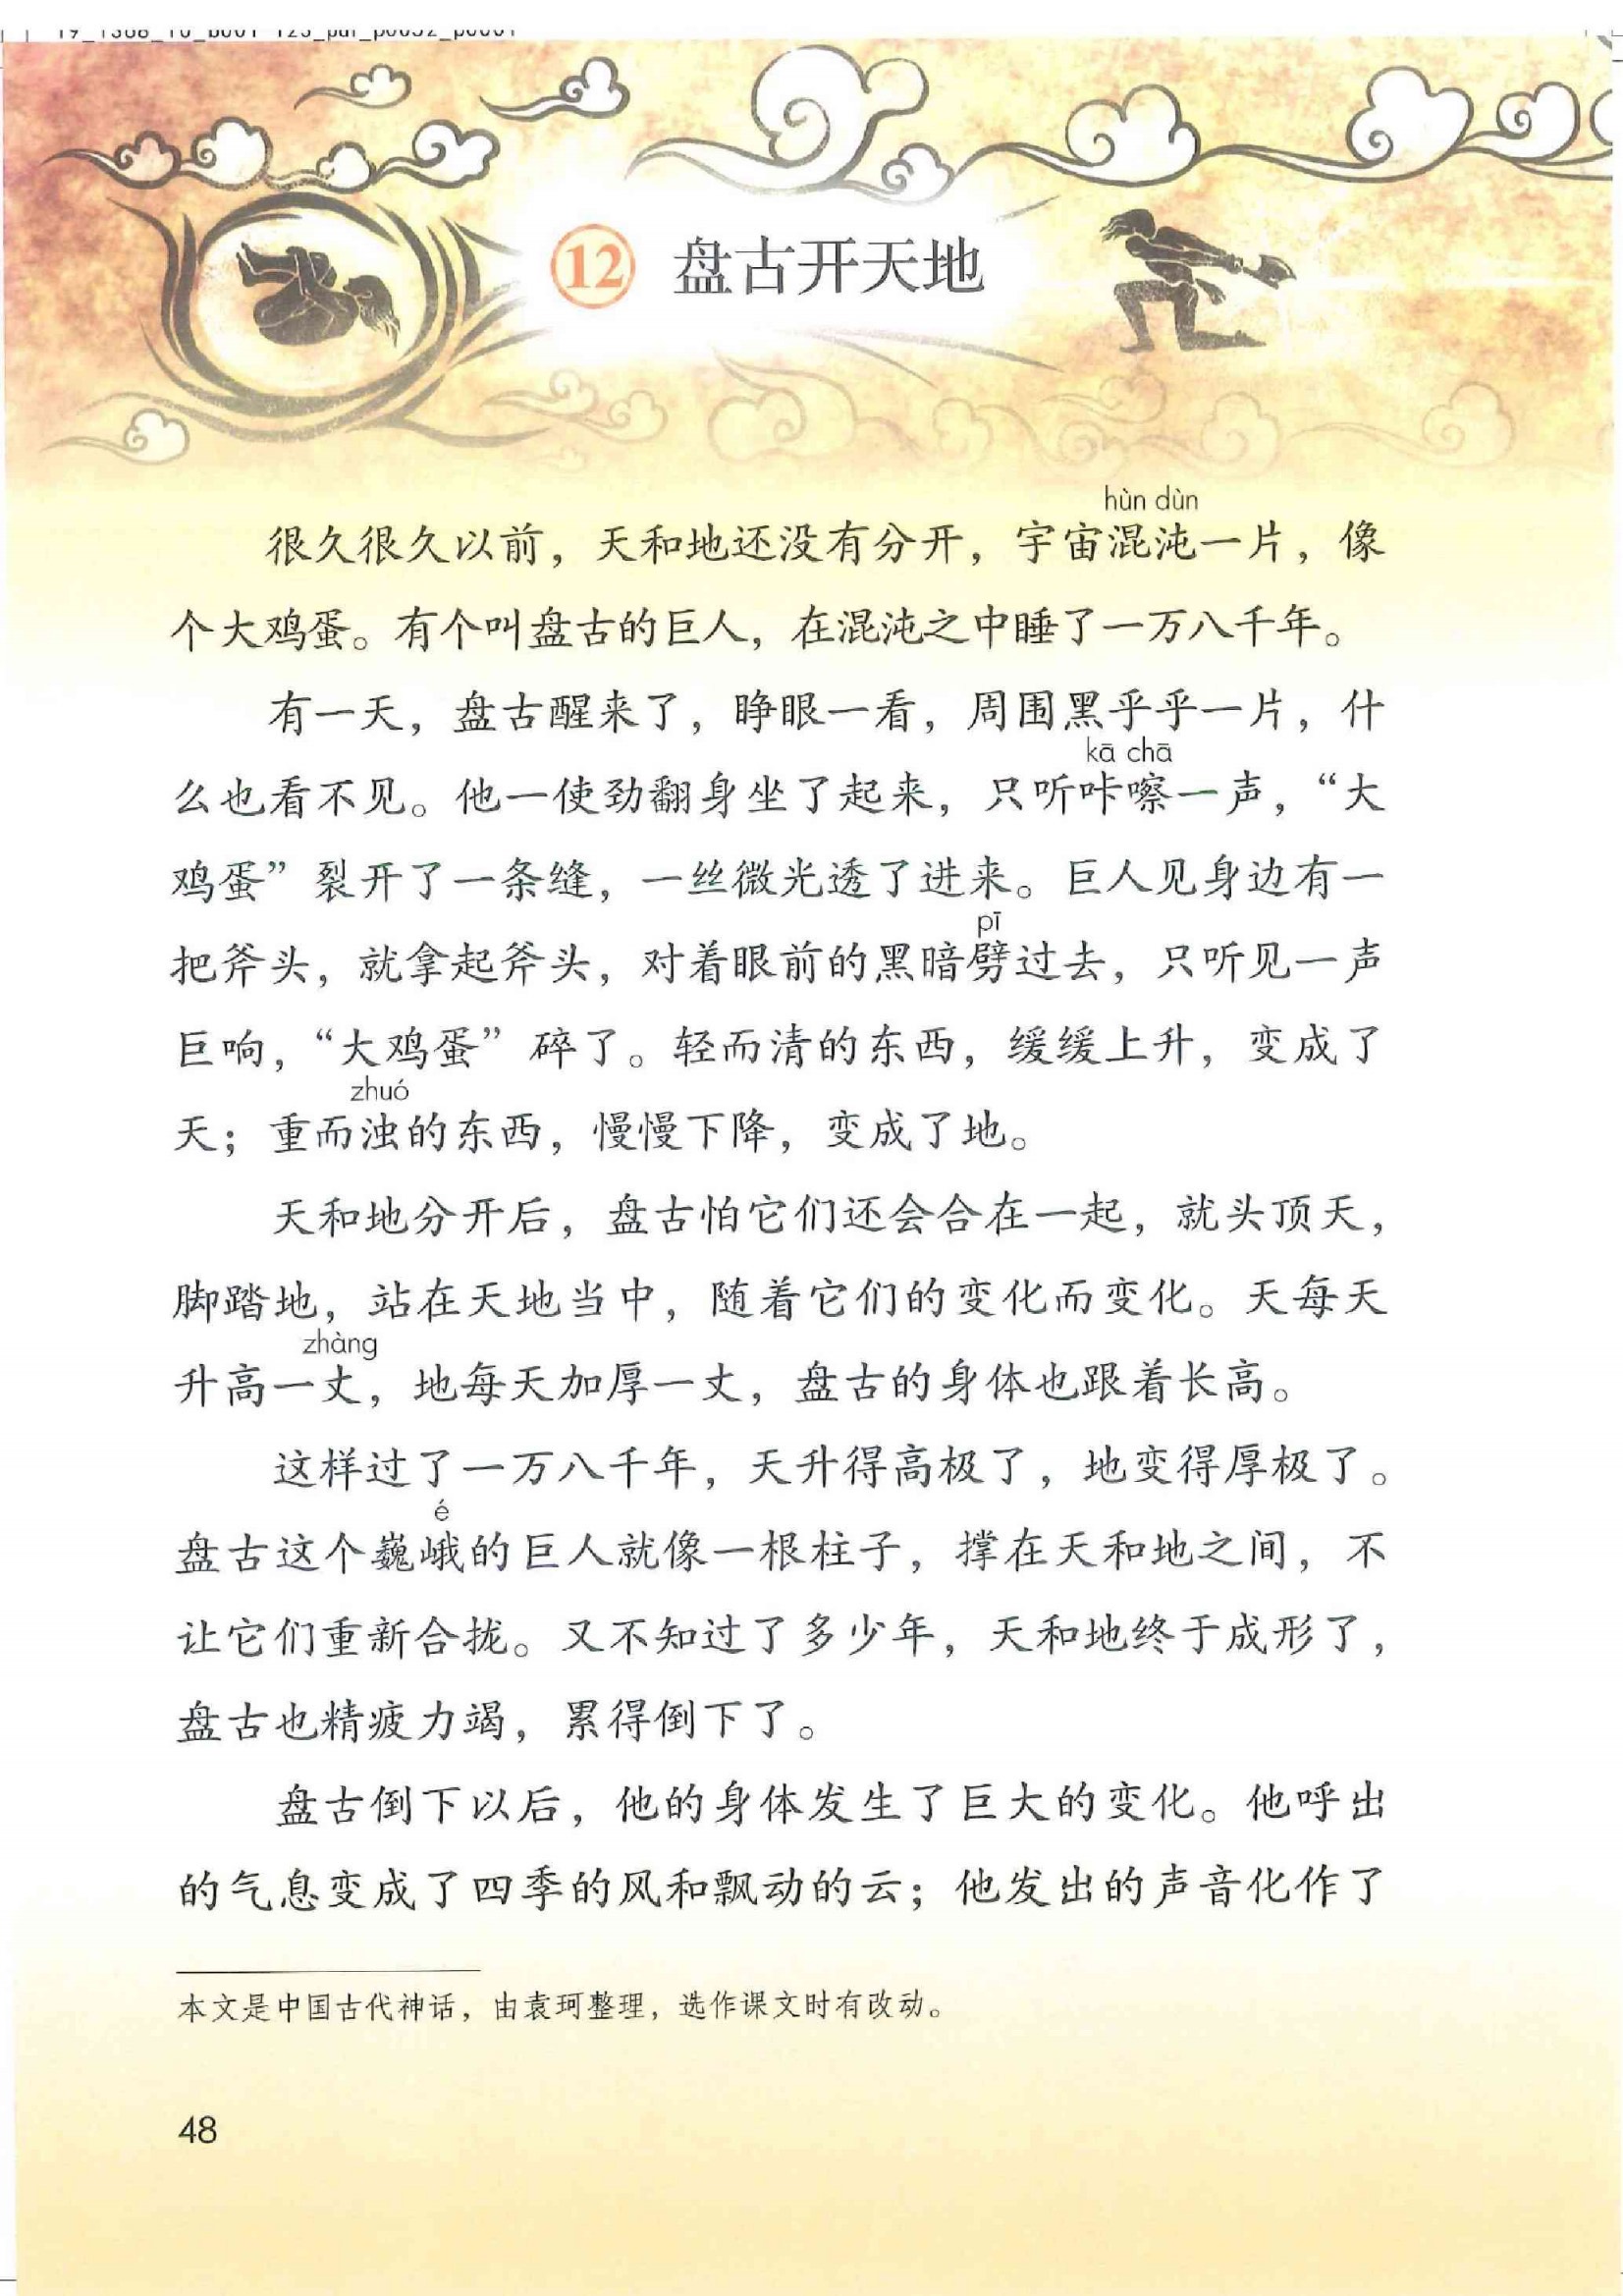 12 盘古开天地
hùn dùn
很久很久以前，天和地还没有分开，宇宙混沌一片，像
个大鸡蛋。有个叫盘古的巨人，在混沌之中睡了一万八千年。
有一天，盘古醒来了，睁眼一看，周围黑乎乎一片，什
kā chā
么也看不见。他一使劲翻身坐了起来，只听咔嚓一声，“大
鸡蛋”裂开了一条缝，一丝微光透了进来。巨人见身边有一
pī
把斧头，就拿起斧头，对着眼前的黑暗劈过去，只听见一声
巨响，“大鸡蛋”碎了。轻而清的东西，缓缓上升，变成了
zhuó
天；重而浊的东西，慢慢下降，变成了地。
天和地分开后，盘古怕它们还会合在一起，就头顶天，
脚踏地，站在天地当中，随着它们的变化而变化。天每天
zhàng
升高一丈，地每天加厚一丈，盘古的身体也跟着长高。
这样过了一万八千年，天升得高极了，地变得厚极了。
é
盘古这个巍峨的巨人就像一根柱子，撑在天和地之间，不
让它们重新合拢。又不知过了多少年，天和地终于成形了，
盘古也精疲力竭，累得倒下了。
盘古倒下以后，他的身体发生了巨大的变化。他呼出
的气息变成了四季的风和飘动的云；他发出的声音化作了
本文是中国古代神话，由袁珂整理，选作课文时有改动。
48